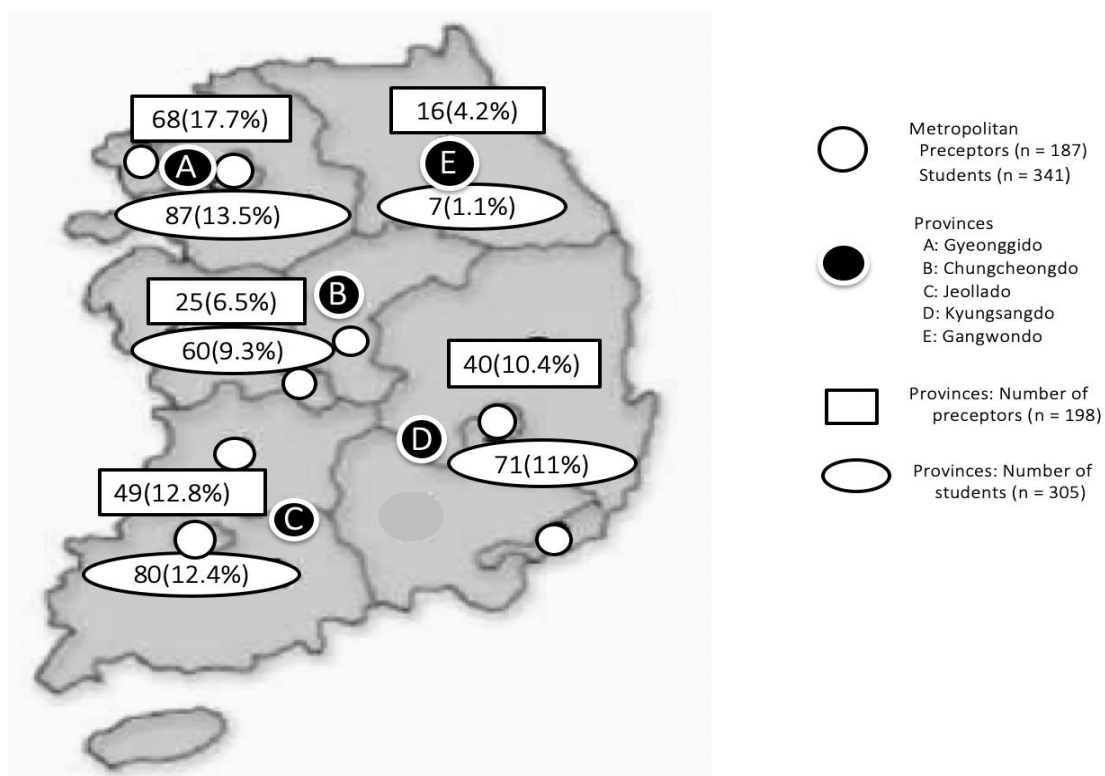 68(17.7%)
16(4.2%)
A
E
87(13.5%)
7(1.1%)
B
25(6.5%)
60(9.3%)
40(10.4%)
D
71(11%)
49(12.8%)
C
80(12.4%)
Metropolitan
Preceptors (n = 187)
Students (n = 341)
Provinces
A: Gyeonggido
B: Chungcheongdo
C: Jeollado
D: Kyungsangdo
E: Gangwondo
Provinces: Number of
preceptors (n = 198)
Provinces: Number of
students (n = 305)